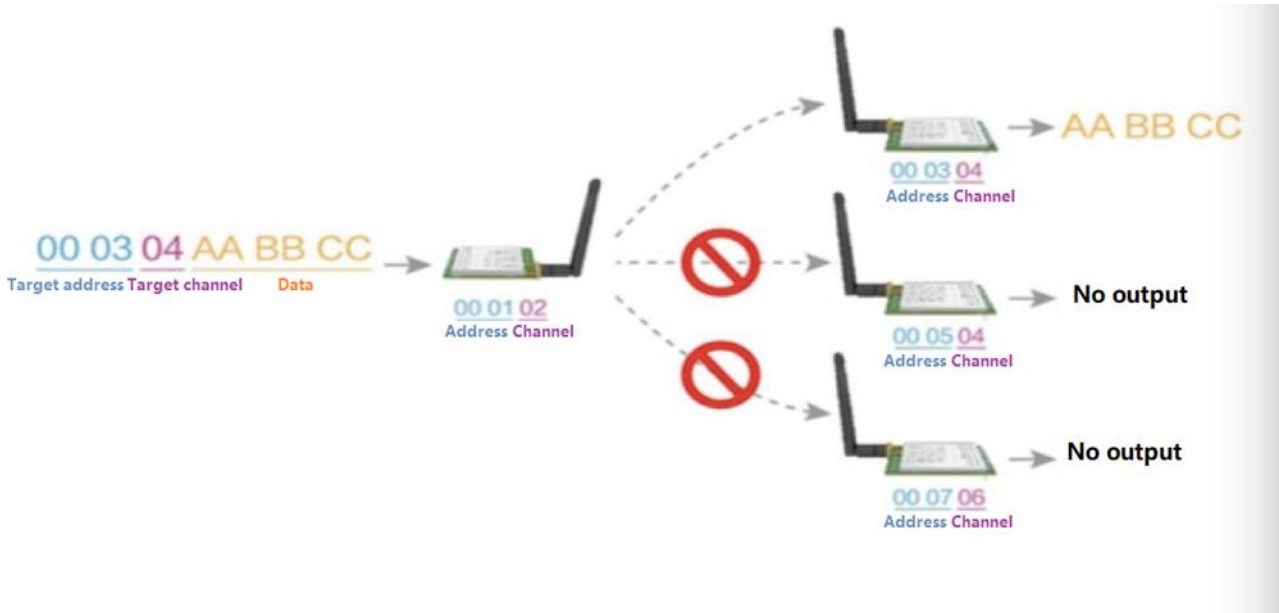 00 03 04 AA BB CC
Target address Target channel Data
00 01 02
Address Channel
AA BB CC
00 03 04
Address Channel
No output
00 05 04
Address Channel
No output
00 07 06
Address Channel